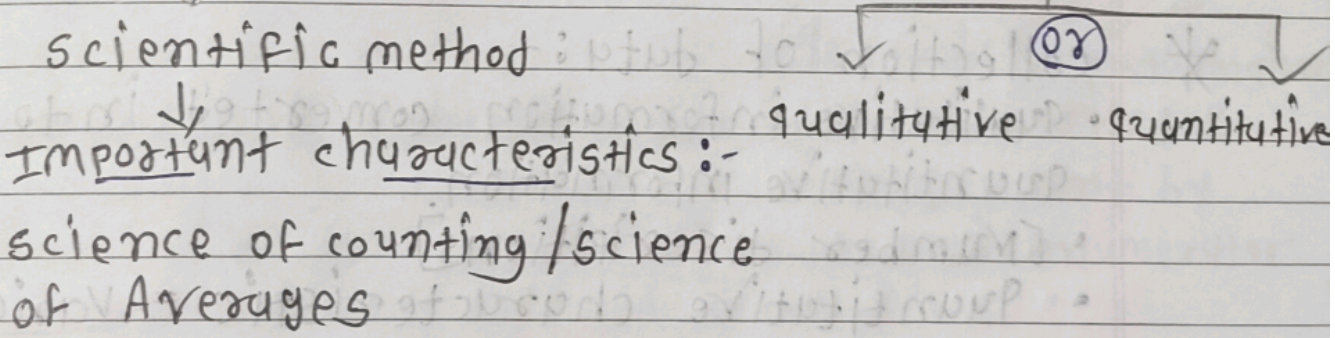 scientific method
or
qualitative quantitative
Important characteristics :-
science of counting / science
of Averages